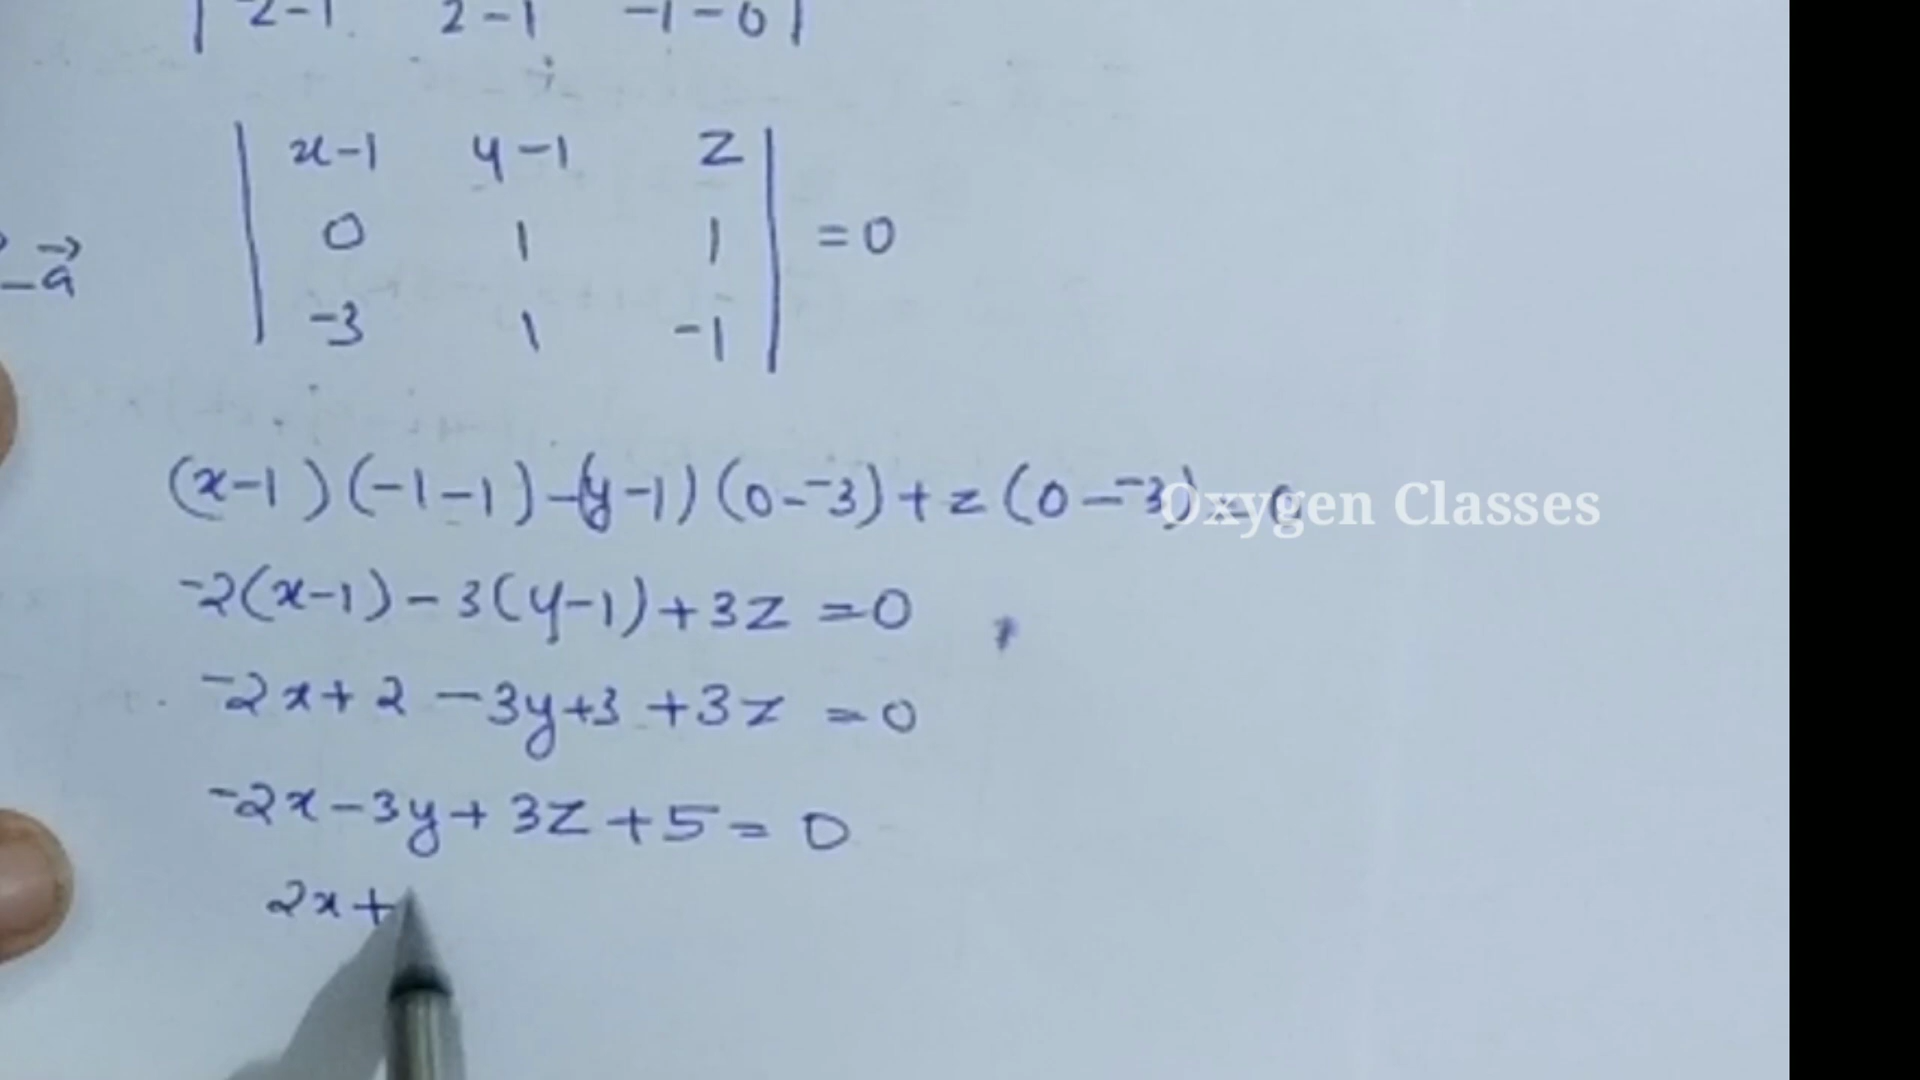 -2-1 2-1 -1-0
x-1 y-1 z
0 1 1 =0
-a
-3 1 -1
(x-1)(-1-1)-(y-1)(0--3)+z(0--3)=0
Oxygen Classes
-2(x-1)-3(y-1)+3z=0
-2x+2-3y+3+3z=0
-2x-3y+3z+5=0
2x+